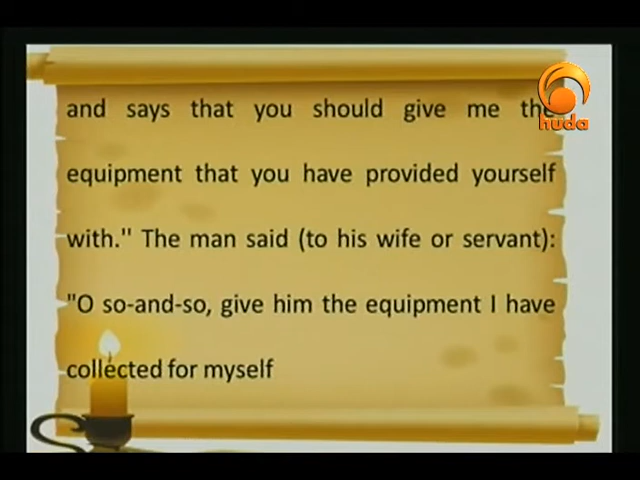 huda
and says that you should give me the
equipment that you have provided yourself
with." The man said (to his wife or servant):
"O so-and-so, give him the equipment I have
collected for myself